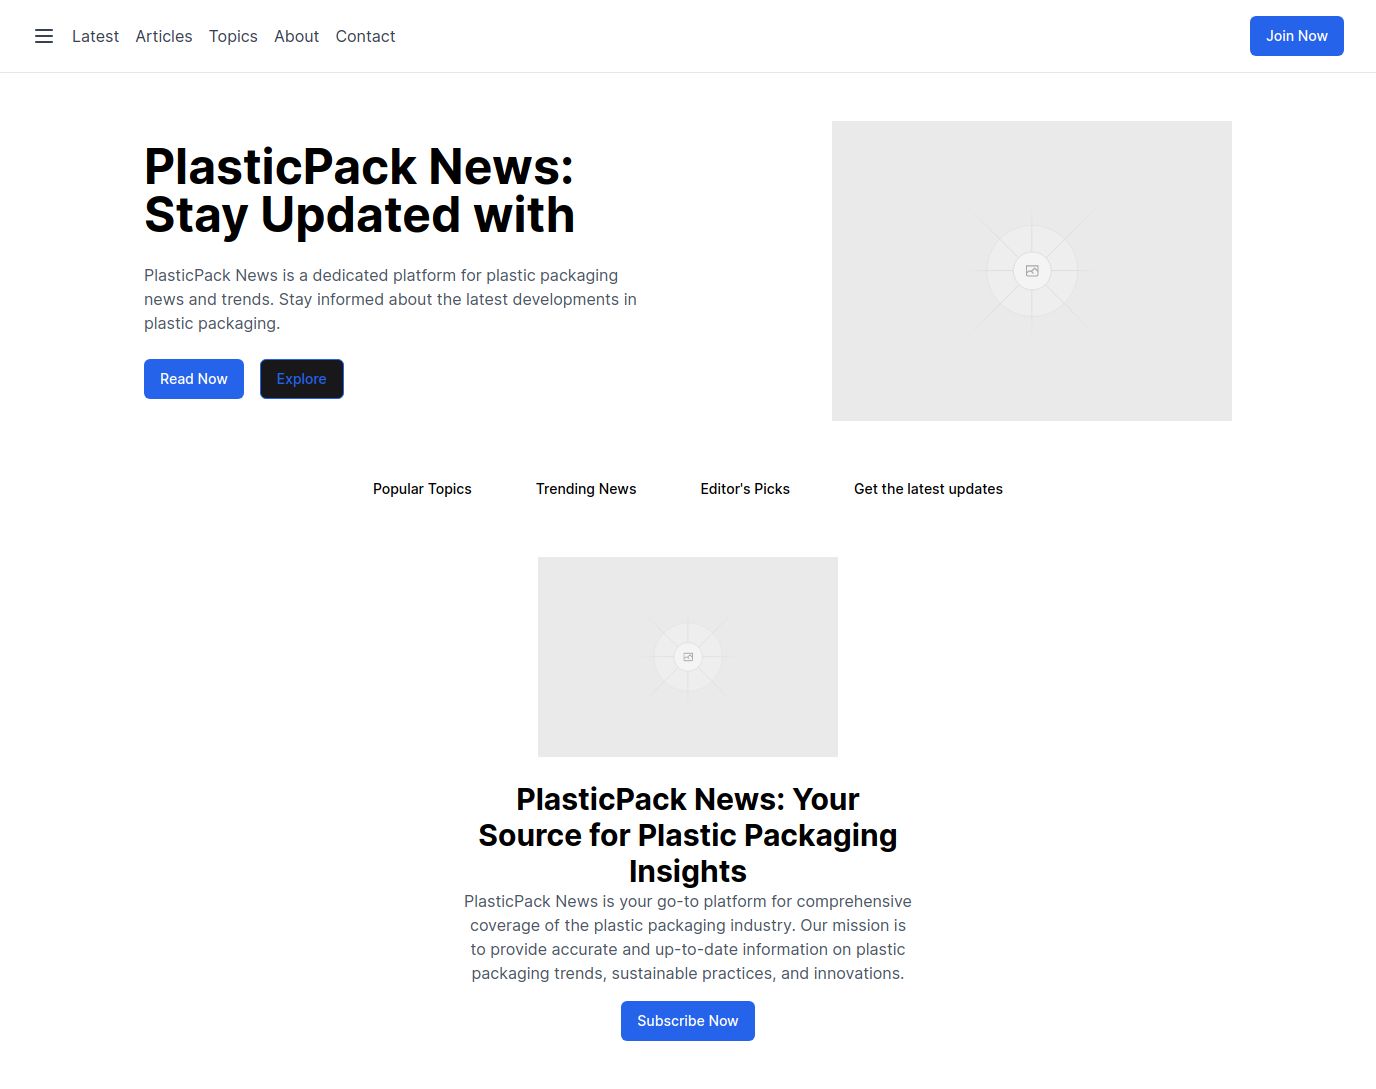 Latest Articles Topics About Contact Join Now
PlasticPack News:
Stay Updated with
PlasticPack News is a dedicated platform for plastic packaging
news and trends. Stay informed about the latest developments in
plastic packaging.
Read Now Explore
Popular Topics Trending News Editor's Picks Get the latest updates
PlasticPack News: Your
Source for Plastic Packaging
Insights
PlasticPack News is your go-to platform for comprehensive
coverage of the plastic packaging industry. Our mission is
to provide accurate and up-to-date information on plastic
packaging trends, sustainable practices, and innovations.
Subscribe Now